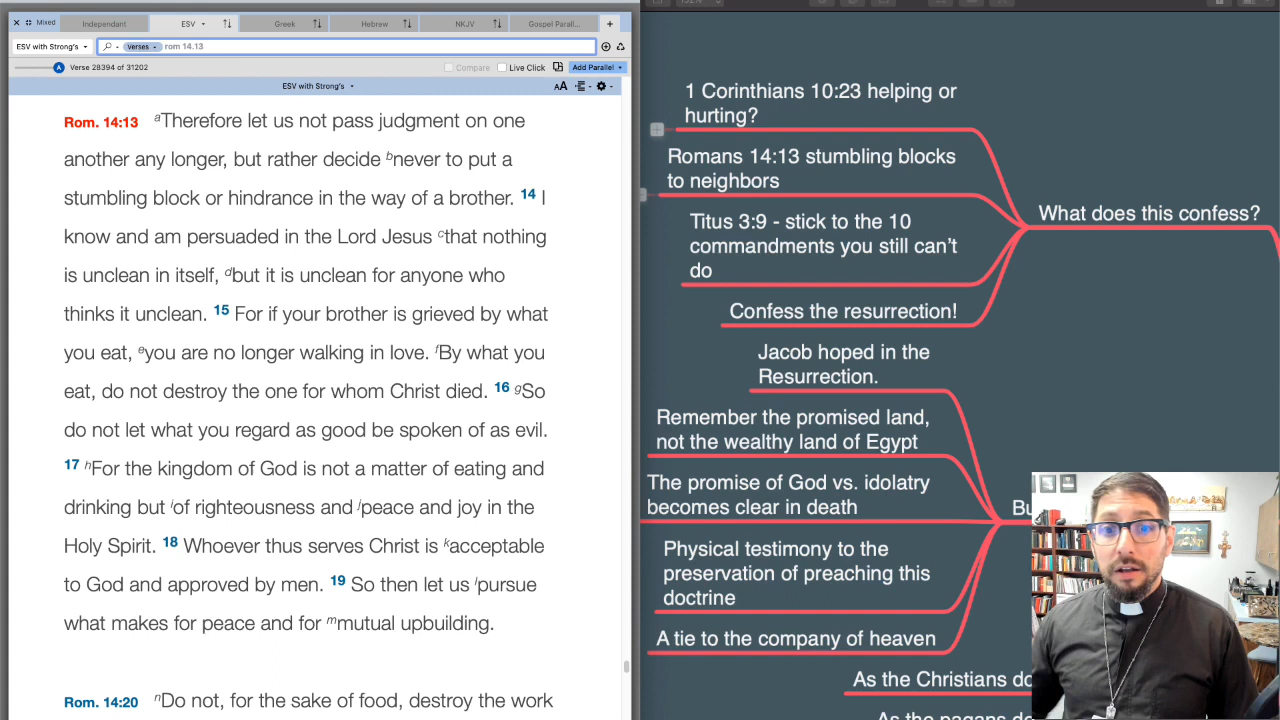 Mixed
Independant
ESV
Greek
Hebrew
NKJV
Gospel Parall...
+
ESV with Strong's
Verses rom 14.13
A Verse 28394 of 31202
Compare Live Click Add Parallel
ESV with Strong's
AA
Rom. 14:13 aTherefore let us not pass judgment on one
another any longer, but rather decide bnever to put a
stumbling block or hindrance in the way of a brother. 14 I
know and am persuaded in the Lord Jesus cthat nothing
is unclean in itself, dbut it is unclean for anyone who
thinks it unclean. 15 For if your brother is grieved by what
you eat, eyou are no longer walking in love. fBy what you
eat, do not destroy the one for whom Christ died. 16 gSo
do not let what you regard as good be spoken of as evil.
17 hFor the kingdom of God is not a matter of eating and
drinking but iof righteousness and jpeace and joy in the
Holy Spirit. 18 Whoever thus serves Christ is kacceptable
to God and approved by men. 19 So then let us lpursue
what makes for peace and for mmutual upbuilding.
Rom. 14:20 nDo not, for the sake of food, destroy the work
1 Corinthians 10:23 helping or
hurting?
Romans 14:13 stumbling blocks
to neighbors
Titus 3:9 - stick to the 10
commandments you still can't
do
Confess the resurrection!
What does this confess?
Jacob hoped in the
Resurrection.
Remember the promised land,
not the wealthy land of Egypt
The promise of God vs. idolatry
becomes clear in death
Physical testimony to the
preservation of preaching this
doctrine
A tie to the company of heaven
Bu
As the Christians do
As the pagans do